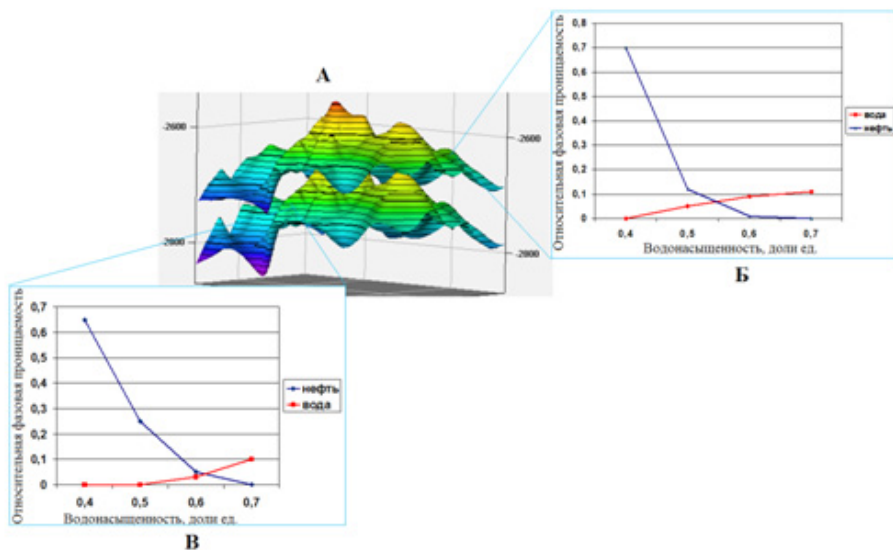 А
-2600
-2800
-2600
-2800
Относительная фазовая проницаемость
0,8
0,7
0,6
0,5
0,4
0,3
0,2
0,1
0
0,4 0,5 0,6 0,7
Водонасыщенность, доли ед.
вода
нефть
Б
Относительная фазовая проницаемость
0,7
0,6
0,5
0,4
0,3
0,2
0,1
0
0,4 0,5 0,6 0,7
Водонасыщенность, доли ед.
нефть
вода
В